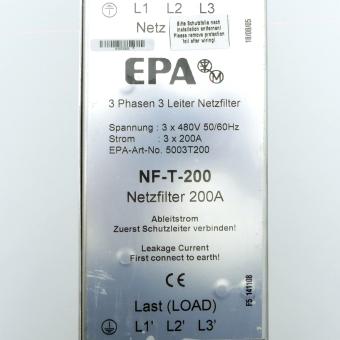 L1 L2 L3
Netz
Bitte Schutzfolie nach
installation entfernen!
Please remove protection
foil after wiring!
18/08/05
EPA
M
3 Phasen 3 Leiter Netzfilter
Spannung : 3 x 480V 50/60Hz
Strom : 3 x 200A
EPA-Art-No. 5003T200
NF-T-200
Netzfilter 200A
Ableitstrom
Zuerst Schutzleiter verbinden!
Leakage Current
First connect to earth!
CE
F5 141108
Last (LOAD)
L1' L2' L3'